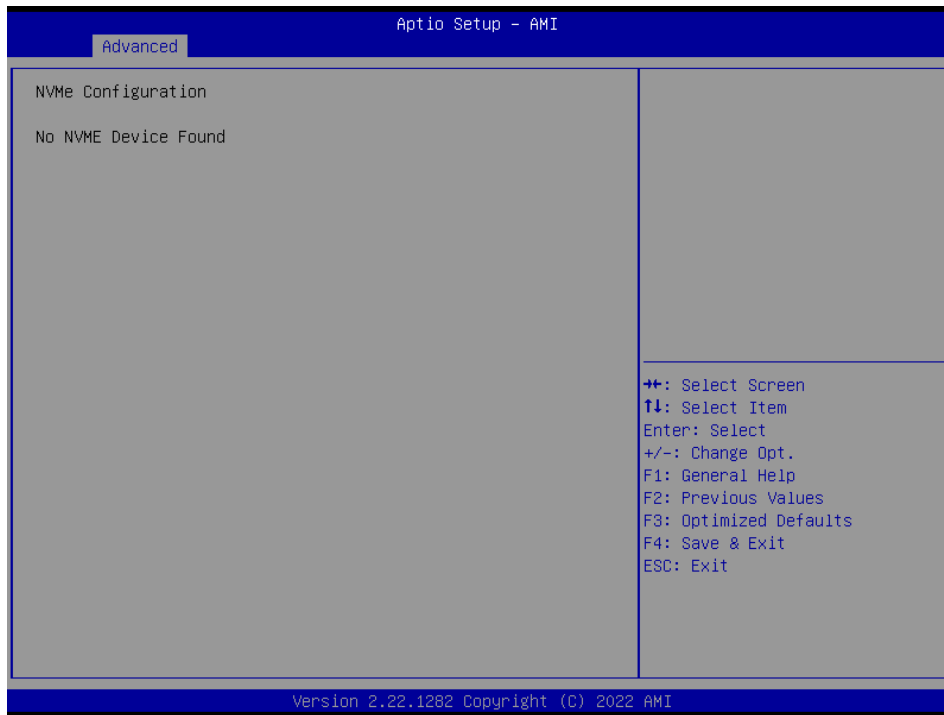 Aptio Setup - AMI
Advanced
NVMe Configuration
No NVME Device Found
→←: Select Screen
↑↓: Select Item
Enter: Select
+/-: Change Opt.
F1: General Help
F2: Previous Values
F3: Optimized Defaults
F4: Save & Exit
ESC: Exit
Version 2.22.1282 Copyright (C) 2022 AMI